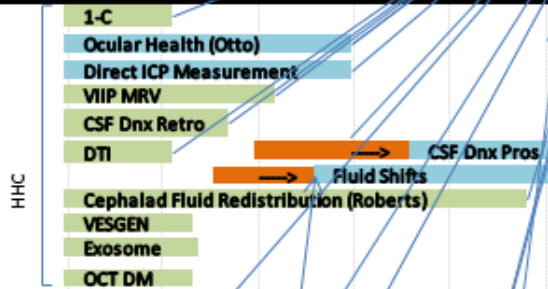 1-C
Ocular Health (Otto)
Direct ICP Measurement
VIIP MRV
CSF Dnx Retro
DTI
----> CSF Dnx Pros
----> Fluid Shifts
HHC
Cephalad Fluid Redistribution (Roberts)
VESGEN
Exosome
OCT DM